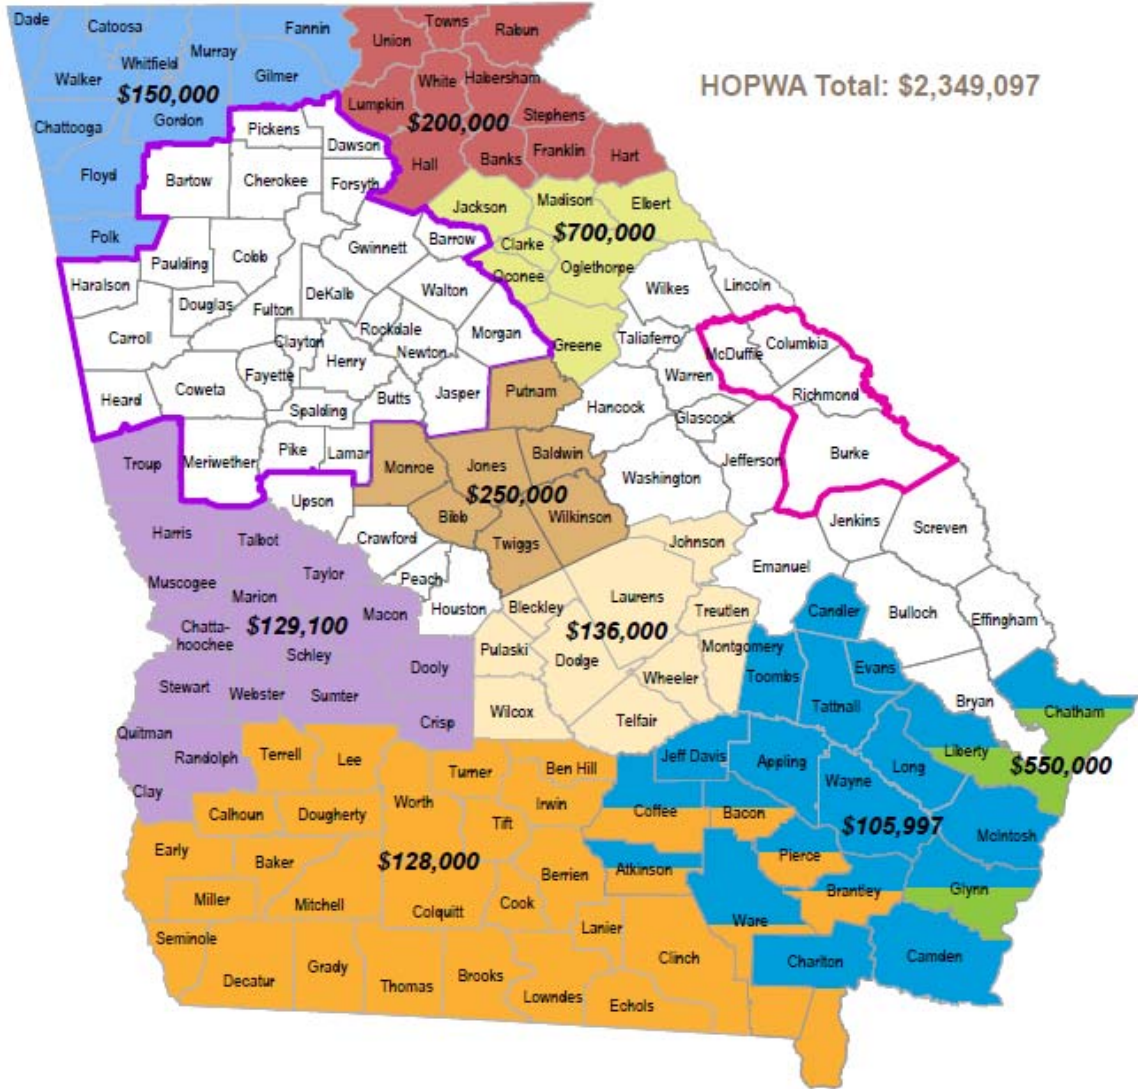 Dade
Catoosa
Fannin
Towns
Union
Rabun
Murray
Whitfield
Walker
Gilmer
White
Habersham
HOPWA Total: $2,349,097
$150,000
Lumpkin
Stephens
Chattooga
Gordon
$200,000
Pickens
Dawson
Hall
Banks
Franklin
Hart
Floyd
Bartow
Cherokee
Forsyth
Jackson
Madison
Elbert
Polk
Clarke
$700,000
Barrow
Gwinnett
Cobb
Paulding
Oconee
Oglethorpe
Haralson
DeKalb
Walton
Wilkes
Lincoln
Douglas
Fulton
Carroll
Rockdale
Morgan
Clayton
Newton
Greene
Taliaferro
McDuffie
Columbia
Henry
Fayette
Warren
Heard
Coweta
Butts
Jasper
Putnam
Richmond
Spalding
Hancock
Glascock
Pike
Lamar
Meriwether
Troup
Monroe
Jones
Baldwin
Jefferson
Burke
Washington
$250,000
Upson
Bibb
Wilkinson
Jenkins
Screven
Harris
Talbot
Crawford
Twiggs
Johnson
Emanuel
Taylor
Peach
Muscogee
Marion
Macon
Houston
Bleckley
Laurens
Treutlen
Candler
Bulloch
Effingham
Chatta-
hoochee
$129,100
$136,000
Schley
Pulaski
Dodge
Montgomery
Dooly
Wheeler
Toombs
Evans
Stewart
Webster
Sumter
Tattnall
Bryan
Wilcox
Telfair
Crisp
Chatham
Quitman
Randolph
Terrell
Lee
Turner
Ben Hill
Jeff Davis
Appling
Long
Liberty
$550,000
Wayne
Clay
Calhoun
Dougherty
Worth
Irwin
Coffee
Bacon
Tift
$105,997
McIntosh
Early
Baker
$128,000
Berrien
Atkinson
Pierce
Miller
Mitchell
Colquitt
Cook
Brantley
Glynn
Ware
Lanier
Seminole
Decatur
Grady
Thomas
Brooks
Clinch
Charlton
Camden
Lowndes
Echols